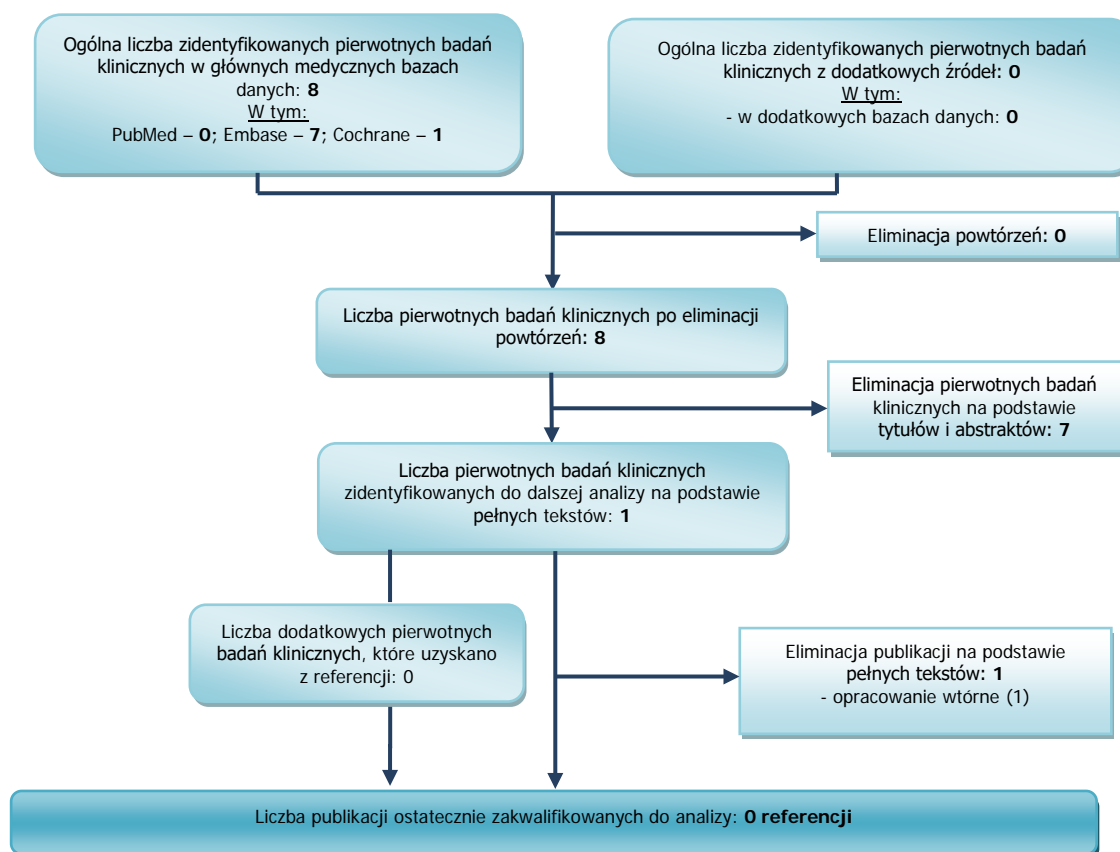 Ogólna liczba zidentyfikowanych pierwotnych badań
klinicznych w głównych medycznych bazach
danych: 8
W tym:
PubMed – 0; Embase – 7; Cochrane – 1
Ogólna liczba zidentyfikowanych pierwotnych badań
klinicznych z dodatkowych źródeł: 0
W tym:
- w dodatkowych bazach danych: 0
Eliminacja powtórzeń: 0
Liczba pierwotnych badań klinicznych po eliminacji
powtórzeń: 8
Eliminacja pierwotnych badań
klinicznych na podstawie
tytułów i abstraktów: 7
Liczba pierwotnych badań klinicznych
zidentyfikowanych do dalszej analizy na podstawie
pełnych tekstów: 1
Liczba dodatkowych pierwotnych
badań klinicznych, które uzyskano
z referencji: 0
Eliminacja publikacji na podstawie
pełnych tekstów: 1
- opracowanie wtórne (1)
Liczba publikacji ostatecznie zakwalifikowanych do analizy: 0 referencji